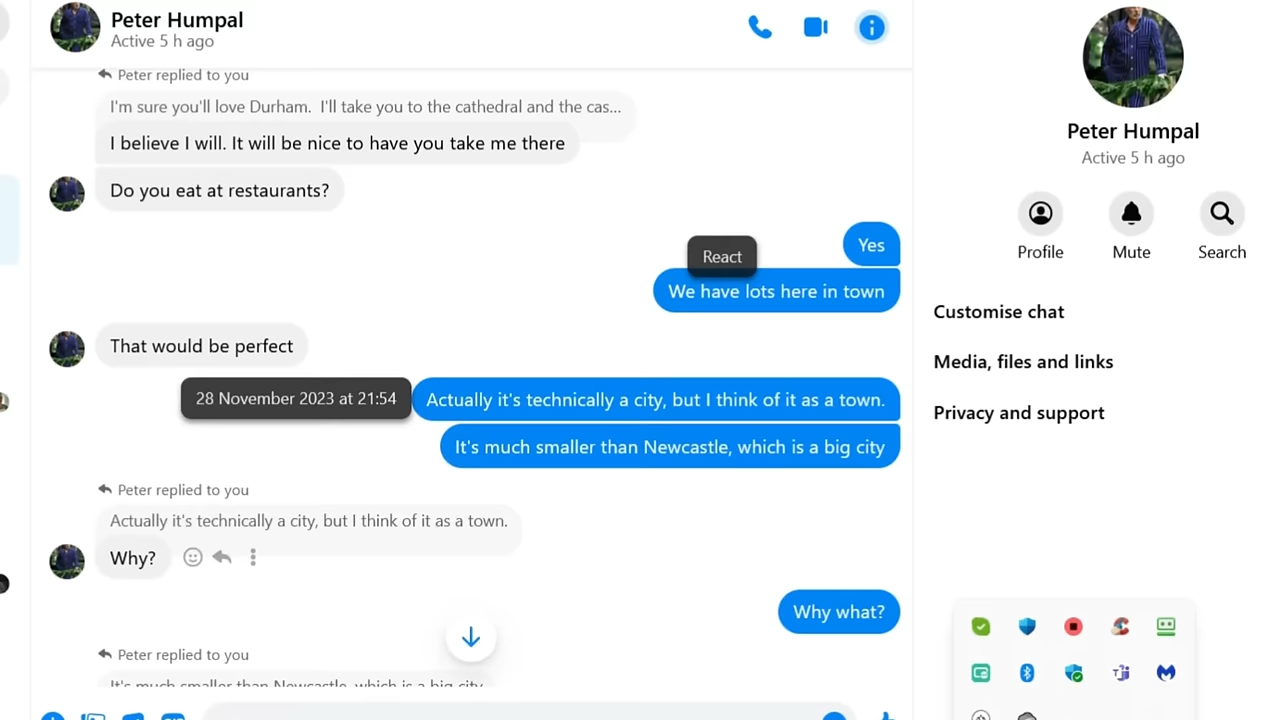 Peter Humpal
Active 5 h ago
Peter replied to you
I'm sure you'll love Durham. I'll take you to the cathedral and the cas...
I believe I will. It will be nice to have you take me there
Do you eat at restaurants?
Yes
React
We have lots here in town
That would be perfect
28 November 2023 at 21:54
Actually it's technically a city, but I think of it as a town.
It's much smaller than Newcastle, which is a big city
Peter replied to you
Actually it's technically a city, but I think of it as a town.
Why?
Why what?
Peter replied to you
It's much smaller than Newcastle, which is a big city
Peter Humpal
Active 5 h ago
Profile
Mute
Search
Customise chat
Media, files and links
Privacy and support